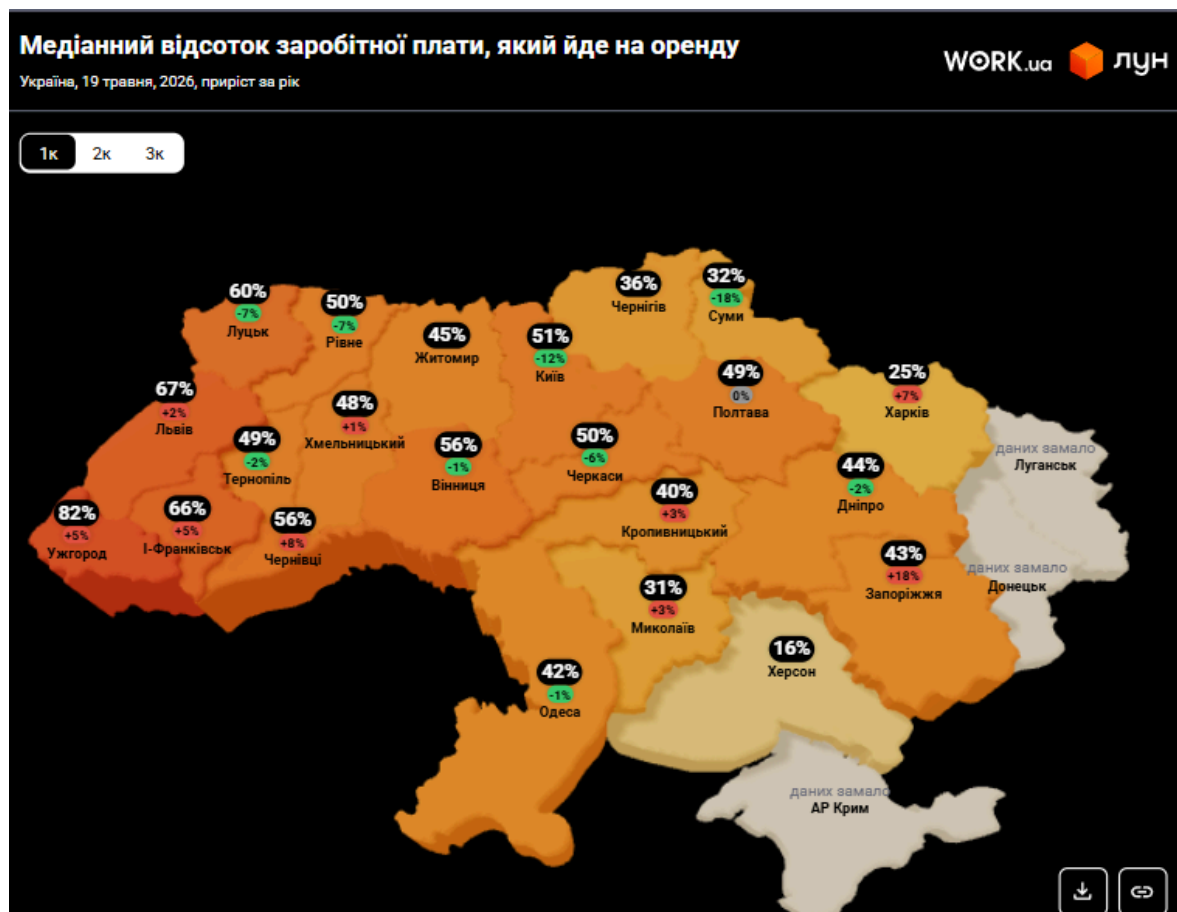 Медіанний відсоток заробітної плати, який йде на оренду
Україна, 19 травня, 2026, приріст за рік
WORK.ua ЛУН
1к 2к 3к
60%
-7%
Луцьк
50%
-7%
Рівне
45%
Житомир
51%
-12%
Київ
36%
Чернігів
32%
-18%
Суми
67%
+2%
Львів
49%
-2%
Тернопіль
48%
+1%
Хмельницький
56%
-1%
Вінниця
50%
-6%
Черкаси
49%
0%
Полтава
25%
+7%
Харків
даних замало
Луганськ
82%
+5%
Ужгород
66%
+5%
І-Франківськ
56%
+8%
Чернівці
40%
+3%
Кропивницький
44%
-2%
Дніпро
43%
+18%
Запоріжжя
даних замало
Донецьк
31%
+3%
Миколаїв
42%
-1%
Одеса
16%
Херсон
даних замало
АР Крим